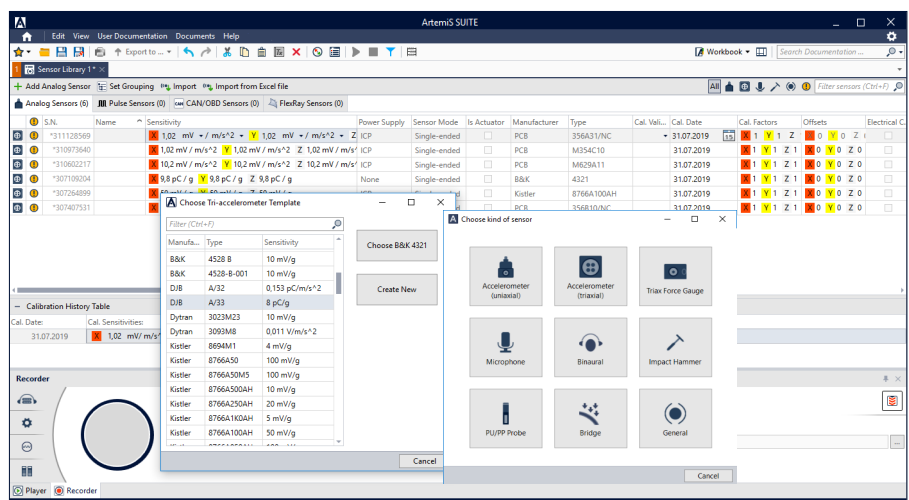 ArtemiS SUITE
Edit View User Documentation Documents Help
Export to ... Workbook Search Documentation ...
1 Sensor Library 1*
Add Analog Sensor Set Grouping Import Import from Excel file All Filter sensors (Ctrl+F)
Analog Sensors (6) Pulse Sensors (0) CAN/OBD Sensors (0) FlexRay Sensors (0)
S.N. Name Sensitivity Power Supply Sensor Mode Is Actuator Manufacturer Type Cal. Vali... Cal. Date Cal. Factors Offsets Electrical C.
*311128569 X 1,02 mV / m/s^2 Y 1,02 mV / m/s^2 Z ICP Single-ended PCB 356A31/NC 31.07.2019 15 X 1 Y 1 Z X 0 Y 0 Z
*310973640 X 1,02 mV / m/s^2 Y 1,02 mV / m/s^2 Z 1,02 mV / m/s^ ICP Single-ended PCB M354C10 31.07.2019 X 1 Y 1 Z 1 X 0 Y 0 Z 0
*310602217 X 10,2 mV / m/s^2 Y 10,2 mV / m/s^2 Z 10,2 mV / m/s^ ICP Single-ended PCB M629A11 31.07.2019 X 1 Y 1 Z 1 X 0 Y 0 Z 0
*307109204 X 9,8 pC / g Y 9,8 pC / g Z 9,8 pC / g None Single-ended B&K 4321 31.07.2019 X 1 Y 1 Z 1 X 0 Y 0 Z 0
*307264899 Kistler 8766A100AH 31.07.2019 X 1 Y 1 Z 1 X 0 Y 0 Z 0
*307407531 PCB 356B10/NC 31.07.2019 X 1 Y 1 Z 1 X 0 Y 0 Z 0
Choose Tri-accelerometer Template
Filter (Ctrl+F)
Manufa... Type Sensitivity
B&K 4528 B 10 mV/g
B&K 4528-B-001 10 mV/g
DJB A/32 0,153 pC/m/s^2
DJB A/33 8 pC/g
Dytran 3023M23 10 mV/g
Dytran 3093M8 0,011 V/m/s^2
Kistler 8694M1 4 mV/g
Kistler 8766A50 100 mV/g
Kistler 8766A50M5 100 mV/g
Kistler 8766A500AH 10 mV/g
Kistler 8766A250AH 20 mV/g
Kistler 8766A1K0AH 5 mV/g
Kistler 8766A100AH 50 mV/g
Choose B&K 4321
Create New
Cancel
Choose kind of sensor
Accelerometer
(uniaxial)
Accelerometer
(triaxial)
Triax Force Gauge
Microphone
Binaural
Impact Hammer
PU/PP Probe
Bridge
General
Cancel
Calibration History Table
Cal. Date: Cal. Sensitivities:
31.07.2019 X 1,02 mV/ m/s^
Recorder
Player Recorder